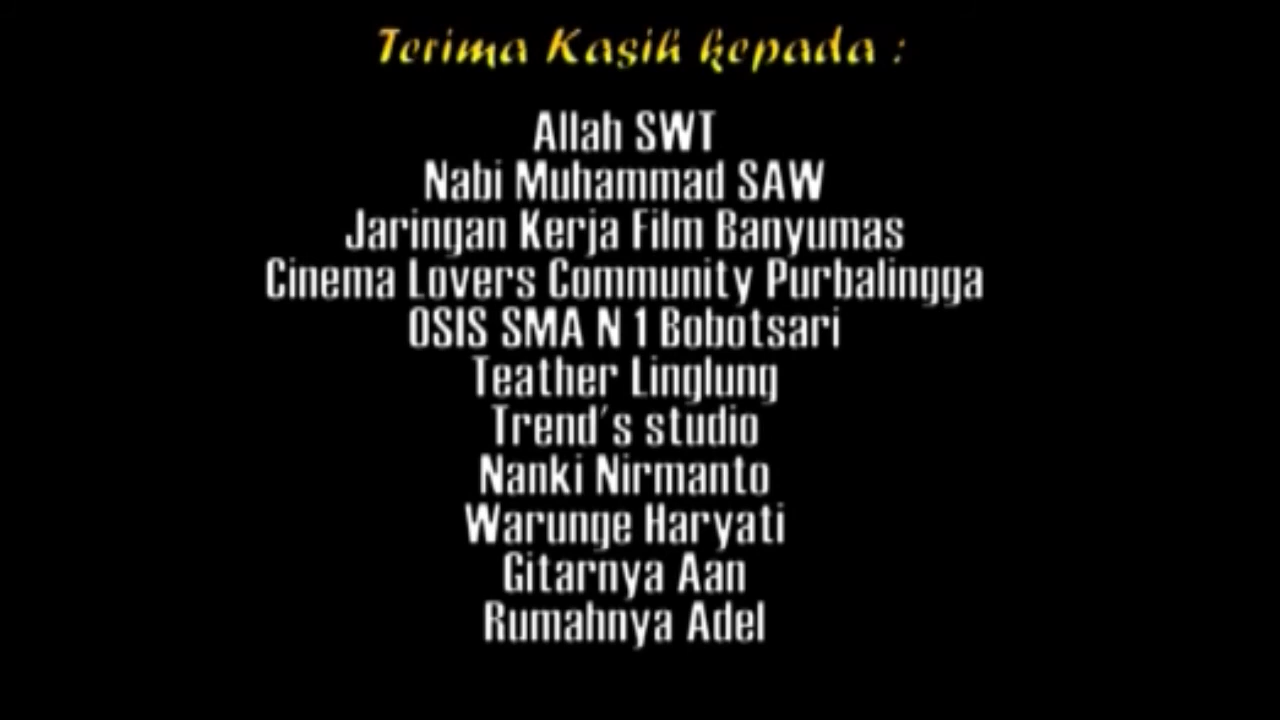 Terima Kasih kepada :
Allah SWT
Nabi Muhammad SAW
Jaringan Kerja Film Banyumas
Cinema Lovers Community Purbalingga
OSIS SMA N 1 Bobotsari
Teather Linglung
Trend's studio
Nanki Nirmanto
Warunge Haryati
Gitarnya Aan
Rumahnya Adel